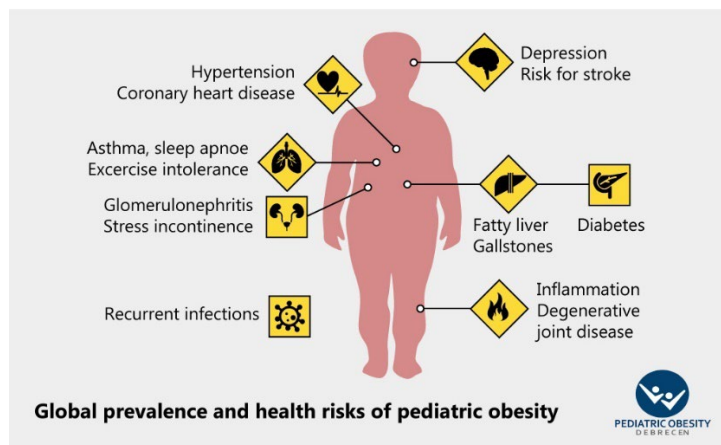 Depression
Risk for stroke
Hypertension
Coronary heart disease
Asthma, sleep apnoe
Excercise intolerance
Glomerulonephritis
Stress incontinence
Fatty liver
Gallstones
Diabetes
Recurrent infections
Inflammation
Degenerative
joint disease
Global prevalence and health risks of pediatric obesity
PEDIATRIC OBESITY
DEBRECEN